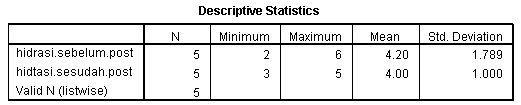 Descriptive Statistics
N Minimum Maximum Mean Std. Deviation
hidrasi.sebelum.post 5 2 6 4.20 1.789
hidtasi.sesudah.post 5 3 5 4.00 1.000
Valid N (listwise) 5